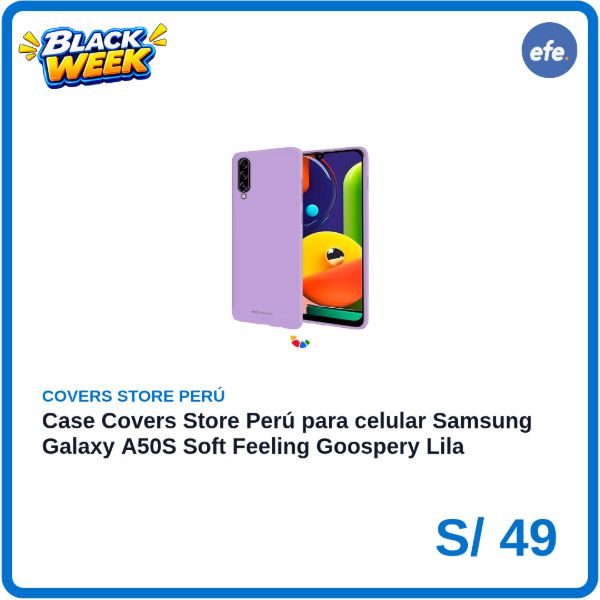 BLACK
WEEK
efe.
COVERS STORE PERÚ
Case Covers Store Perú para celular Samsung
Galaxy A50S Soft Feeling Goospery Lila
S/ 49